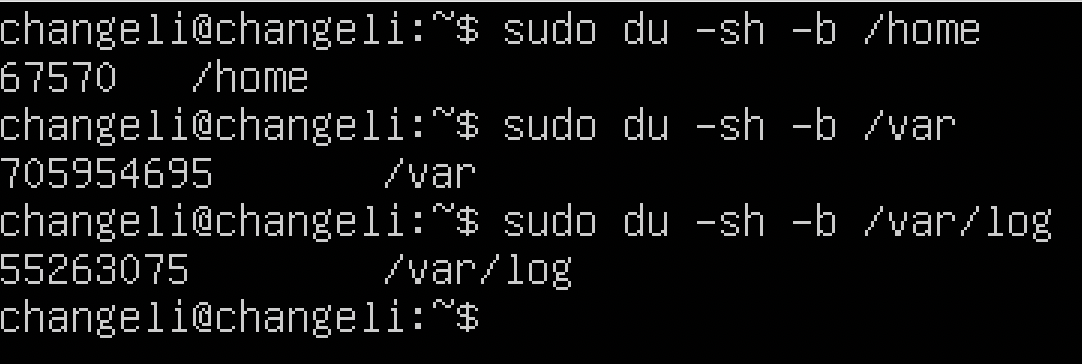 changeli@changeli:~$ sudo du -sh -b /home
67570   /home
changeli@changeli:~$ sudo du -sh -b /var
705954695       /var
changeli@changeli:~$ sudo du -sh -b /var/log
55263075        /var/log
changeli@changeli:~$